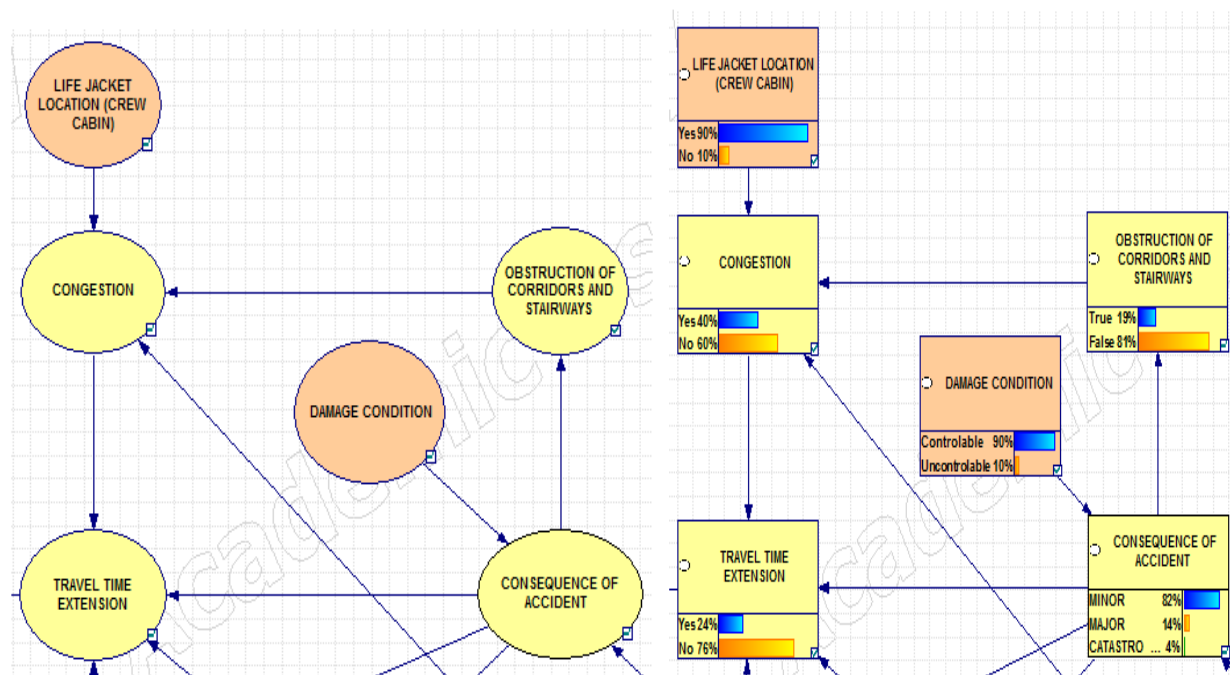 LIFE JACKET
LOCATION (CREW
CABIN)
CONGESTION
OBSTRUCTION OF
CORRIDORS AND
STAIRWAYS
DAMAGE CONDITION
TRAVEL TIME
EXTENSION
CONSEQUENCE OF
ACCIDENT
LIFE JACKET LOCATION
(CREW CABIN)
Yes 90%
No 10%
CONGESTION
Yes 40%
No 60%
OBSTRUCTION OF
CORRIDORS AND
STAIRWAYS
True 19%
False 81%
DAMAGE CONDITION
Controlable 90%
Uncontrolable 10%
TRAVEL TIME
EXTENSION
Yes 24%
No 76%
CONSEQUENCE OF
ACCIDENT
MINOR 82%
MAJOR 14%
CATASTRO ... 4%